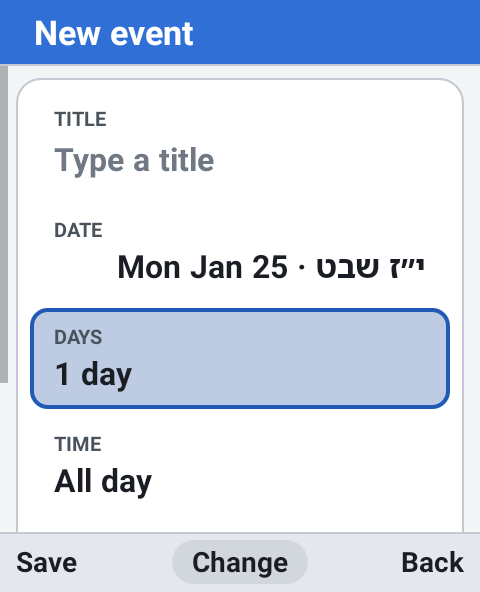 New event
TITLE
Type a title
DATE
Mon Jan 25 · י״ז שבט
DAYS
1 day
TIME
All day
Save
Change
Back